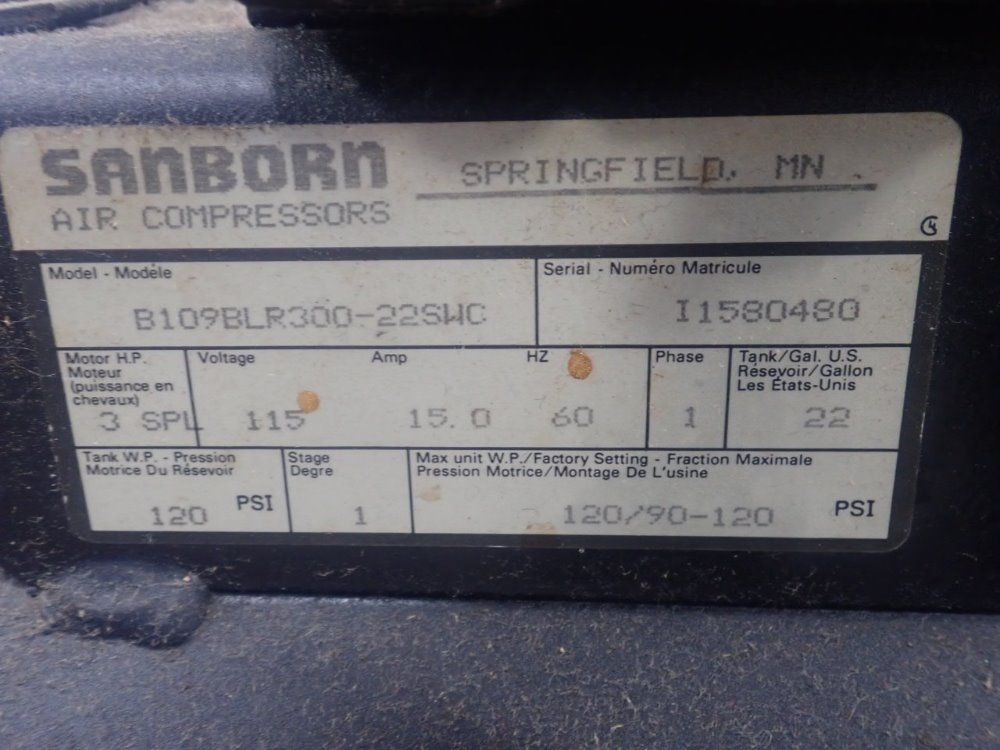 SANBORN
AIR COMPRESSORS
SPRINGFIELD, MN.
Model - Modèle
B109BLR300-22SWC
Serial - Numéro Matricule
I1580480
Motor H.P.
Moteur
(puissance en
chevaux)
3 SPL
Voltage
115
Amp
15.0
HZ
60
Phase
1
Tank/Gal. U.S.
Résevoir/Gallon
Les États-Unis
22
Tank W.P. - Pression
Motrice Du Résevoir
120 PSI
Stage
Degre
1
Max unit W.P./Factory Setting - Fraction Maximale
Pression Motrice/Montage De L'usine
120/90-120 PSI